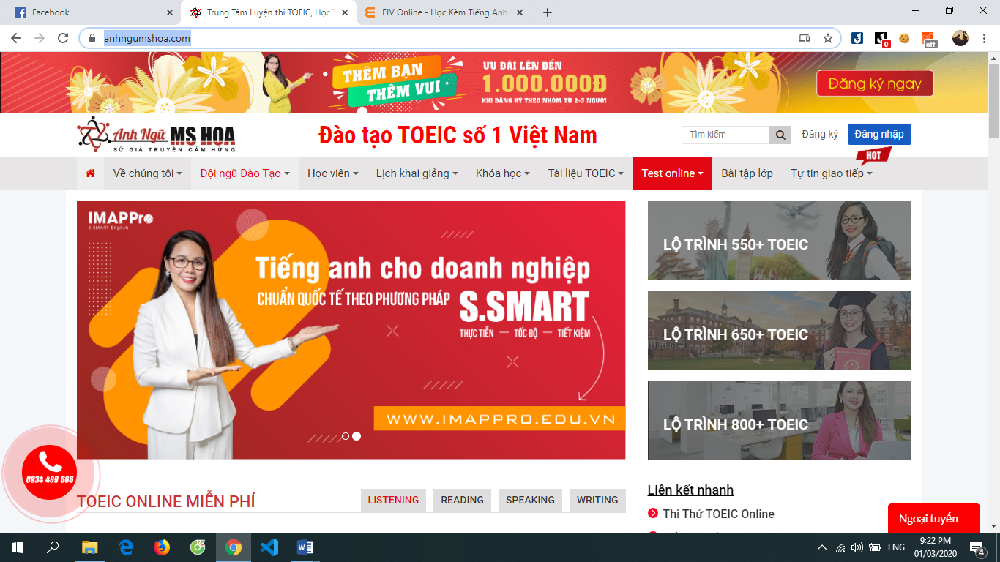 Facebook
Trung Tâm Luyện thi TOEIC, Học T
EIV Online - Học Kèm Tiếng Anh
anhngumshoa.com
0
off
THÊM BẠN
THÊM VUI
ƯU ĐÃI LÊN ĐẾN
1.000.000Đ
KHI ĐĂNG KÝ THEO NHÓM TỪ 2-3 NGƯỜI
Đăng ký ngay
Anh Ngữ MS HOA
SỨ GIẢ TRUYỀN CẢM HỨNG
Đào tạo TOEIC số 1 Việt Nam
Tìm kiếm
Đăng ký
Đăng nhập
HOT
Về chúng tôi
Đội ngũ Đào Tạo
Học viên
Lịch khai giảng
Khóa học
Tài liệu TOEIC
Test online
Bài tập lớp
Tự tin giao tiếp
IMAPPro
S.SMART English
Tiếng anh cho doanh nghiệp
CHUẨN QUỐC TẾ THEO PHƯƠNG PHÁP
S.SMART
THỰC TIỄN — TỐC ĐỘ — TIẾT KIỆM
WWW.IMAPPRO.EDU.VN
LỘ TRÌNH 550+ TOEIC
LỘ TRÌNH 650+ TOEIC
LỘ TRÌNH 800+ TOEIC
0934 489 666
TOEIC ONLINE MIỄN PHÍ
LISTENING
READING
SPEAKING
WRITING
Liên kết nhanh
Thi Thử TOEIC Online
Ngoại tuyến
ENG
9:22 PM
01/03/2020
4